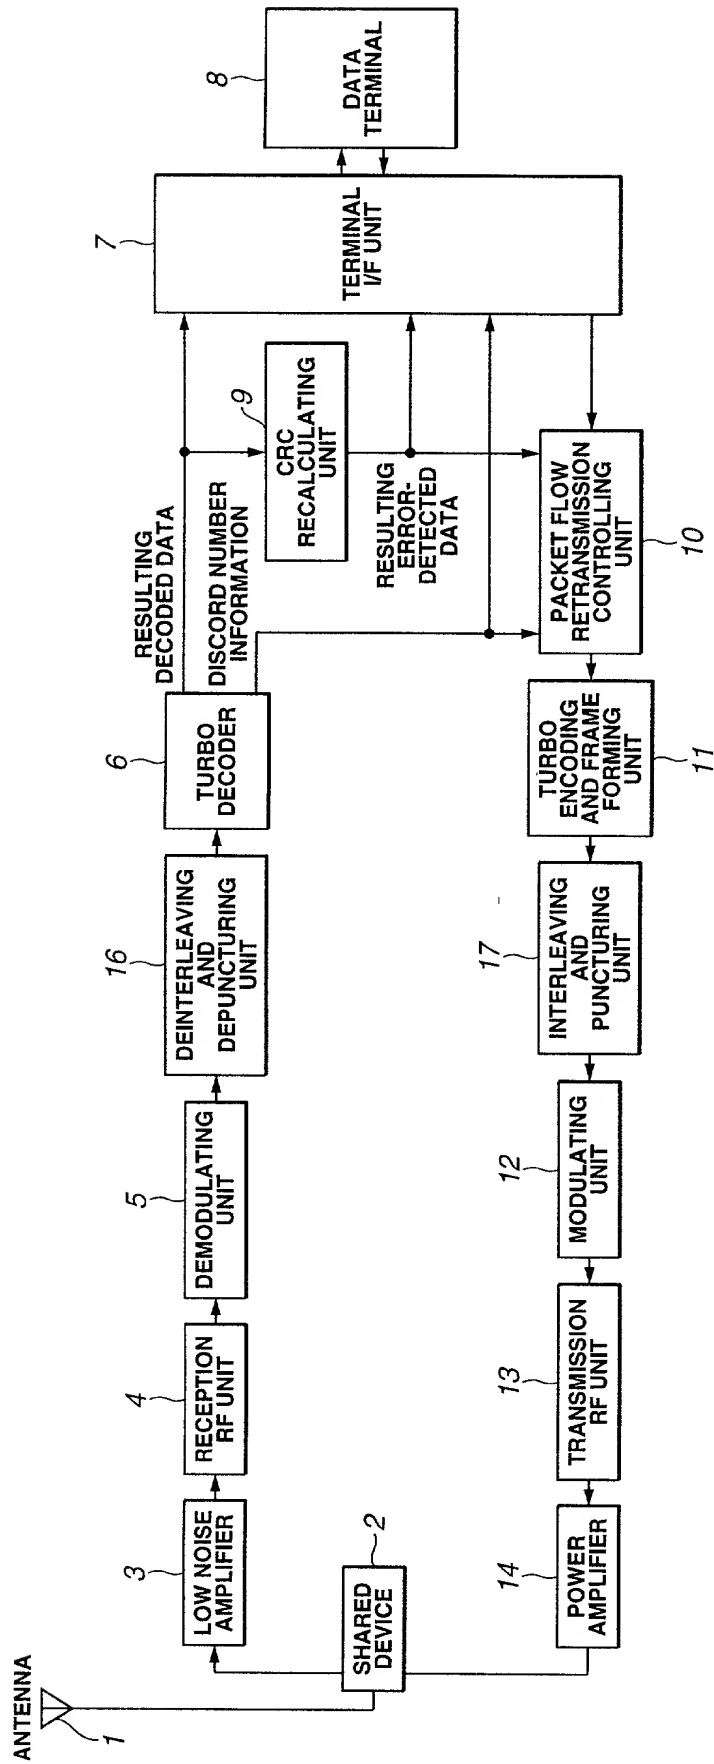 ANTENNA
1
SHARED
DEVICE
2
LOW NOISE
AMPLIFIER
3
RECEPTION
RF UNIT
4
DEMODULATING
UNIT
5
DEINTERLEAVING
AND
DEPUNCTURING
UNIT
16
TURBO
DECODER
6
RESULTING
DECODED DATA
DISCORD NUMBER
INFORMATION
CRC
RECALCULATING
UNIT
9
RESULTING
ERROR-
DETECTED
DATA
TERMINAL
I/F UNIT
7
DATA
TERMINAL
8
PACKET FLOW
RETRANSMISSION
CONTROLLING
UNIT
10
TURBO
ENCODING
AND FRAME
FORMING
UNIT
11
INTERLEAVING
AND
PUNCTURING
UNIT
17
MODULATING
UNIT
12
TRANSMISSION
RF UNIT
13
POWER
AMPLIFIER
14